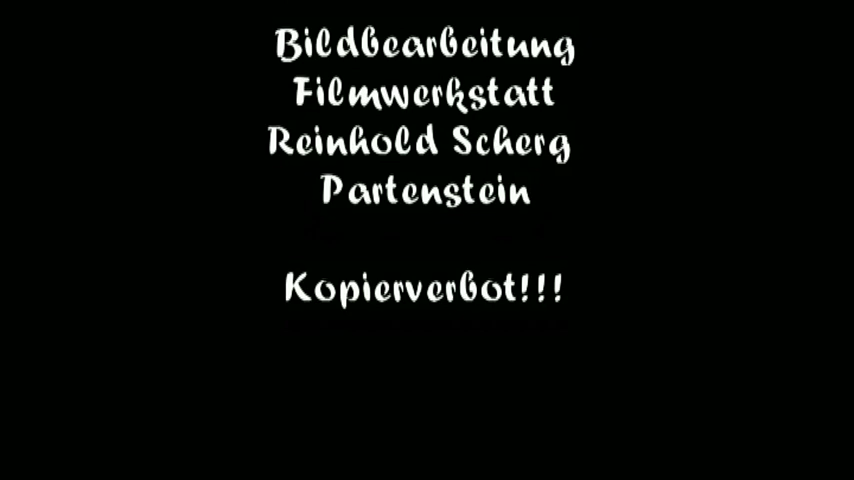 Bildbearbeitung
Filmwerkstatt
Reinhold Scherg
Partenstein
Kopierverbot!!!